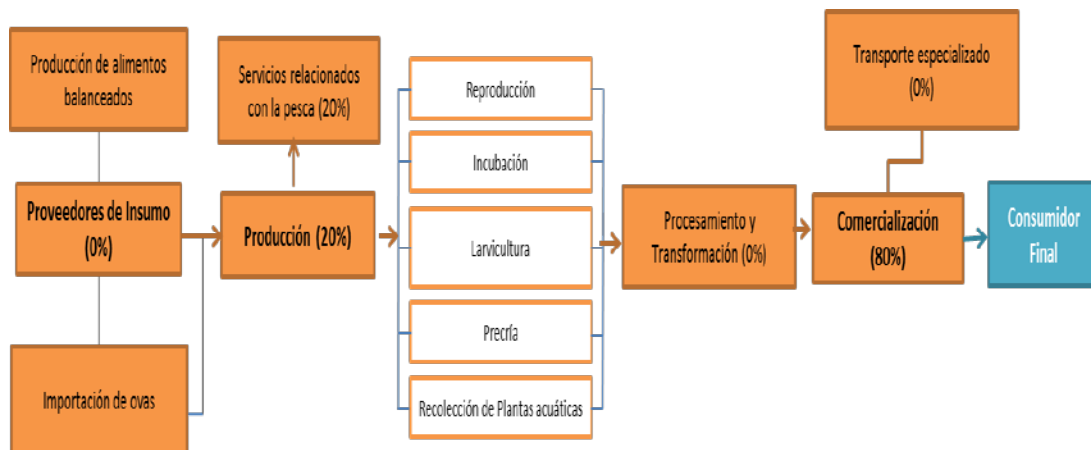 Producción de alimentos
balanceados
Proveedores de Insumo
(0%)
Importación de ovas
Servicios relacionados
con la pesca (20%)
Producción (20%)
Reproducción
Incubación
Larvicultura
Precría
Recolección de Plantas acuáticas
Procesamiento y
Transformación (0%)
Transporte especializado
(0%)
Comercialización
(80%)
Consumidor
Final